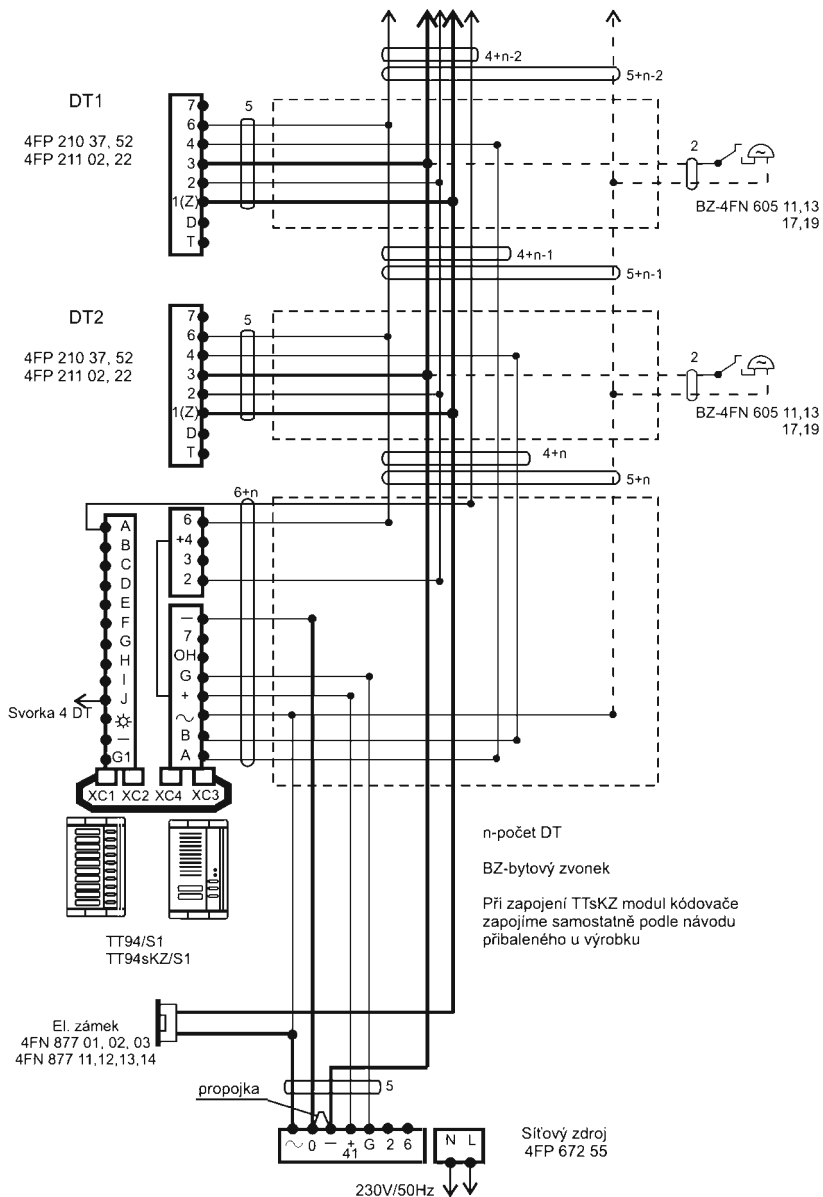 4+n-2
5+n-2
DT1
4FP 210 37, 52
4FP 211 02, 22
7
6
4
3
2
1(Z)
D
T
5
2
BZ-4FN 605 11,13
17,19
4+n-1
5+n-1
DT2
4FP 210 37, 52
4FP 211 02, 22
7
6
4
3
2
1(Z)
D
T
5
2
BZ-4FN 605 11,13
17,19
4+n
5+n
6+n
A
B
C
D
E
F
G
H
I
J
—
G1
6
+4
3
2
—
7
OH
G
+
~
B
A
Svorka 4 DT
XC1 XC2 XC4 XC3
TT94/S1
TT94sKZ/S1
n-počet DT
BZ-bytový zvonek
Při zapojení TTsKZ modul kódovače
zapojíme samostatně podle návodu
přibaleného u výrobku
El. zámek
4FN 877 01, 02, 03
4FN 877 11,12,13,14
propojka
5
~ 0 — + G 2 6
41
N L
Síťový zdroj
4FP 672 55
230V/50Hz